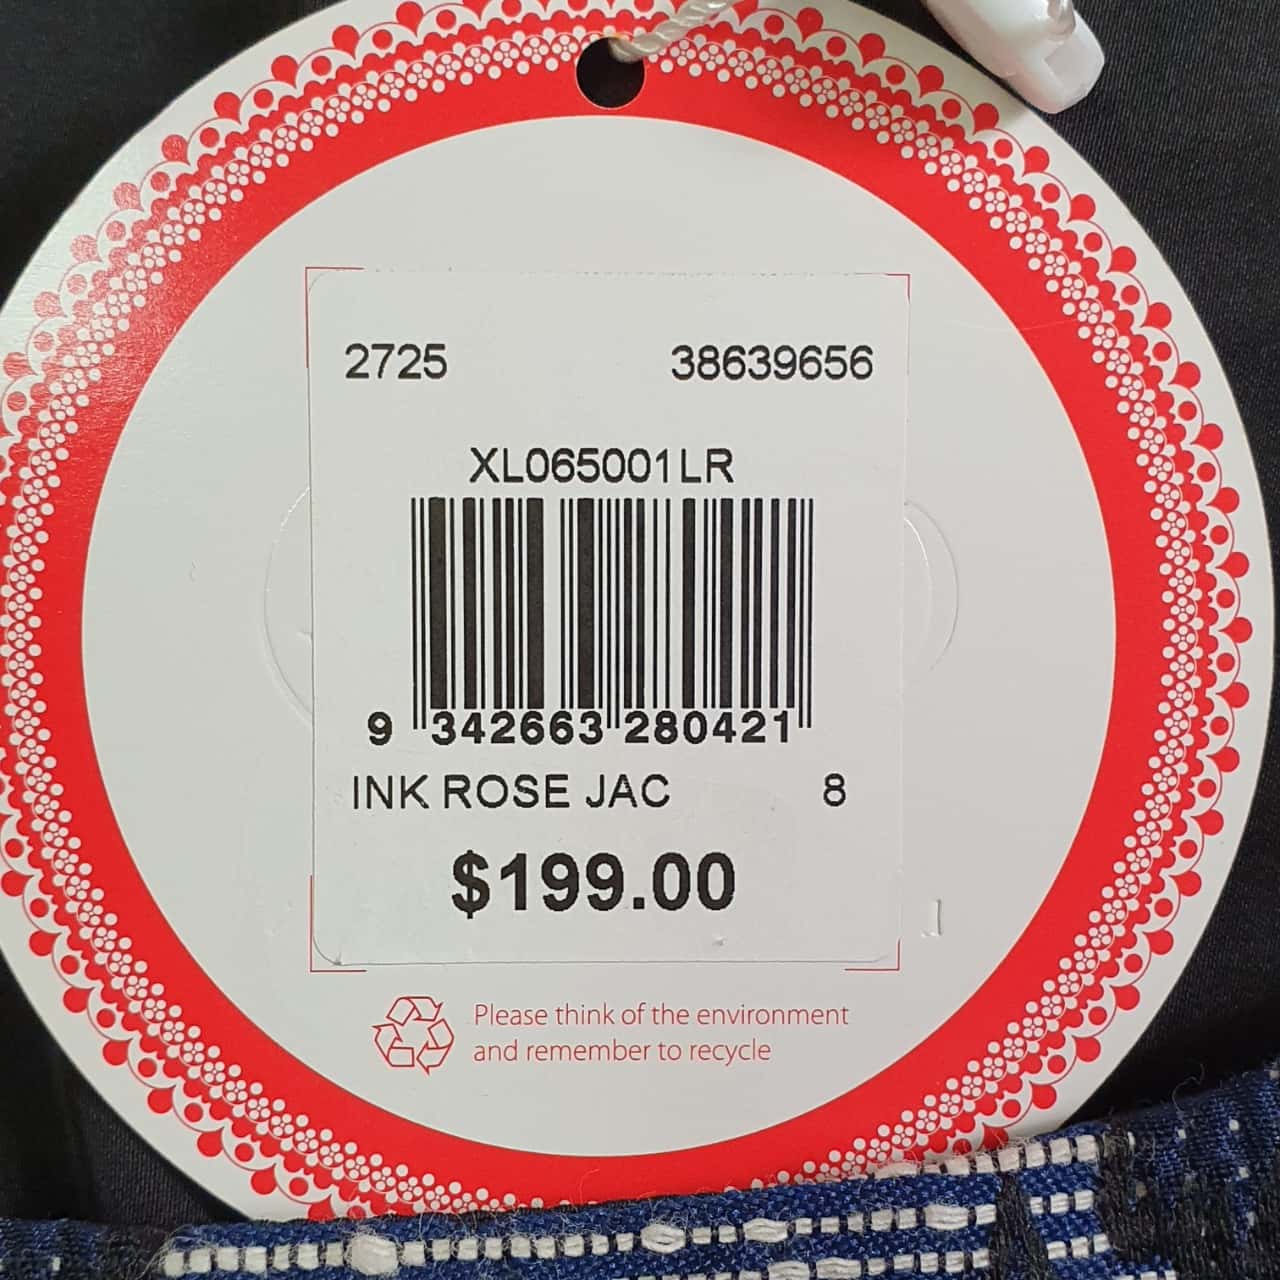 2725 38639656
XL065001LR
9 342663 280421
INK ROSE JAC 8
$199.00
Please think of the environment
and remember to recycle